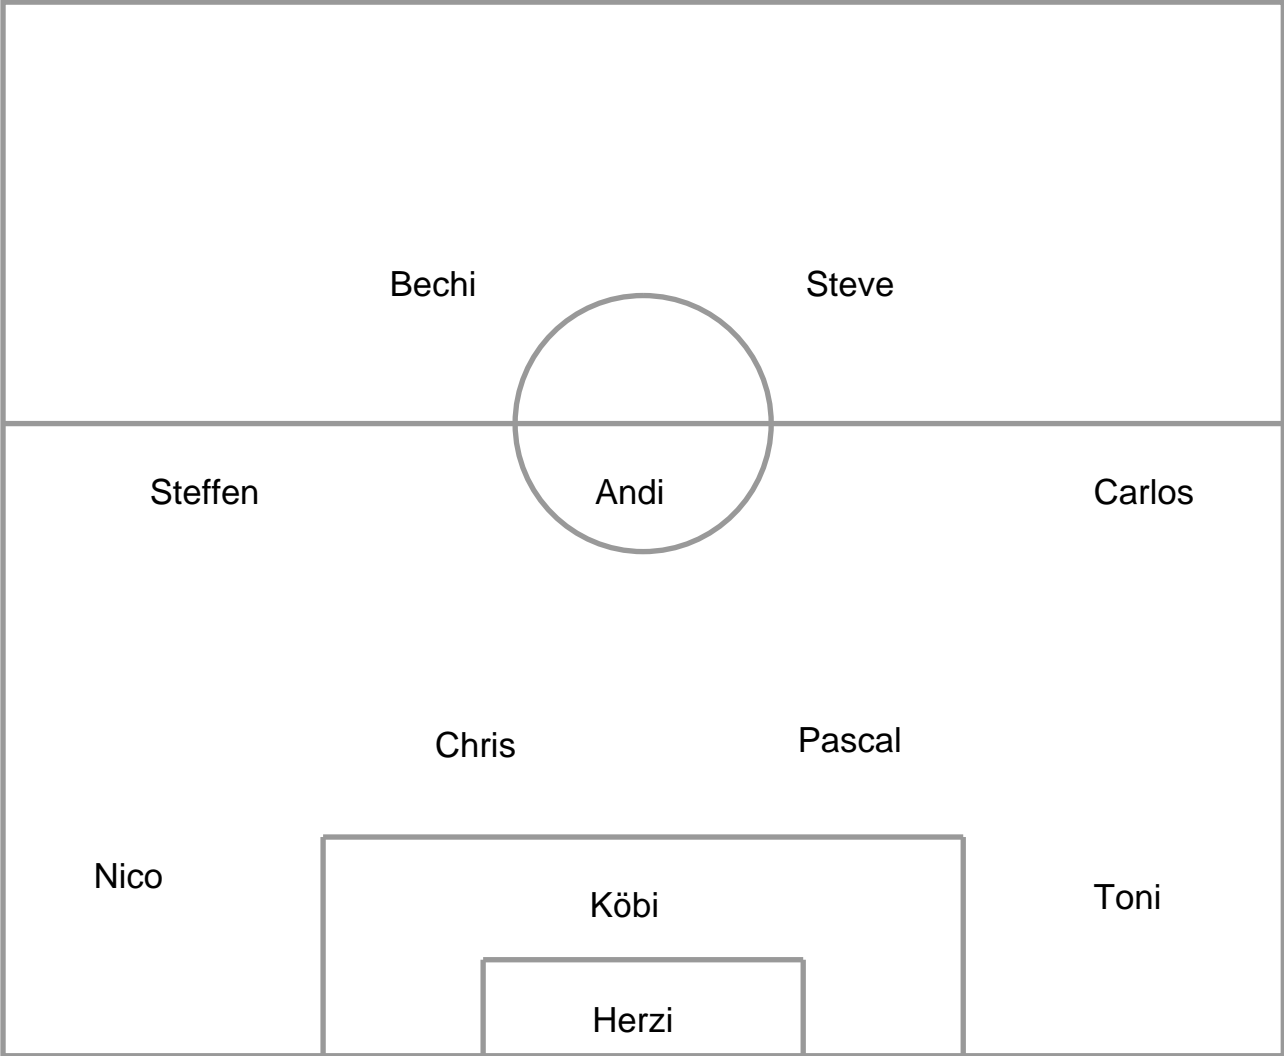 Bechi
Steve
Steffen
Andi
Carlos
Chris
Pascal
Nico
Köbi
Toni
Herzi